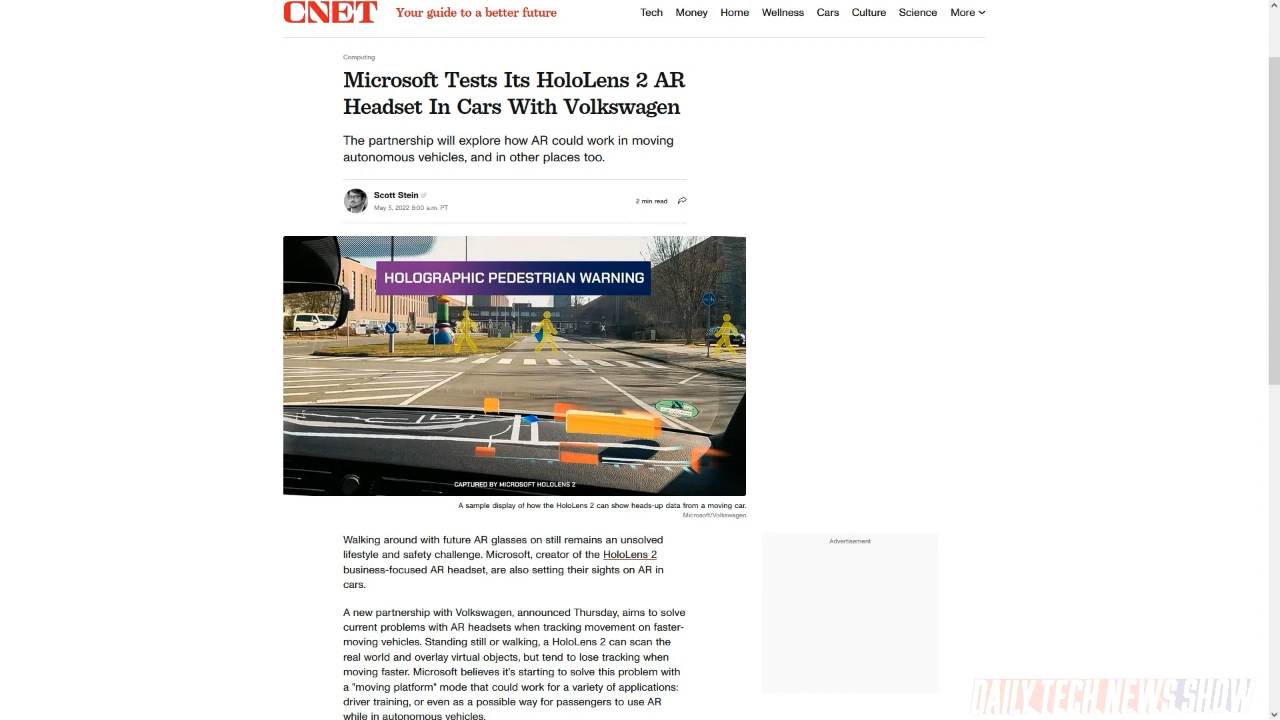 CNET
Your guide to a better future
Tech Money Home Wellness Cars Culture Science More
Computing
Microsoft Tests Its HoloLens 2 AR
Headset In Cars With Volkswagen
The partnership will explore how AR could work in moving
autonomous vehicles, and in other places too.
Scott Stein
May 5, 2022 6:00 a.m. PT
2 min read
HOLOGRAPHIC PEDESTRIAN WARNING
CAPTURED BY MICROSOFT HOLOLENS 2
A sample display of how the HoloLens 2 can show heads-up data from a moving car.
Microsoft/Volkswagen
Walking around with future AR glasses on still remains an unsolved
lifestyle and safety challenge. Microsoft, creator of the HoloLens 2
business-focused AR headset, are also setting their sights on AR in
cars.
Advertisement
A new partnership with Volkswagen, announced Thursday, aims to solve
current problems with AR headsets when tracking movement on faster-
moving vehicles. Standing still or walking, a HoloLens 2 can scan the
real world and overlay virtual objects, but tend to lose tracking when
moving faster. Microsoft believes it's starting to solve this problem with
a "moving platform" mode that could work for a variety of applications:
driver training, or even as a possible way for passengers to use AR
while in autonomous vehicles.
DAILY TECH NEWS SHOW